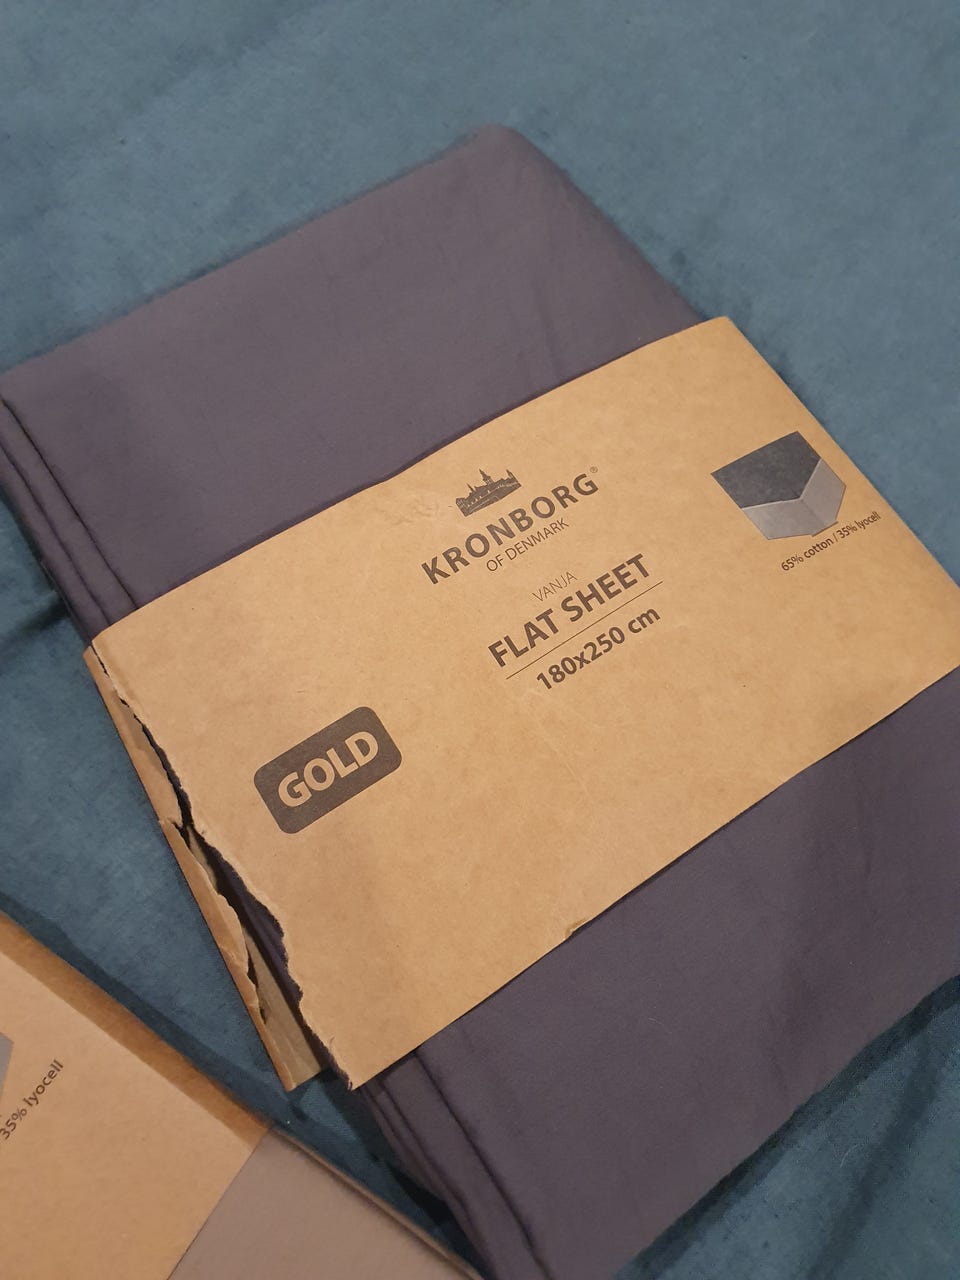 KRONBORG®
OF DENMARK
VANJA
FLAT SHEET
180x250 cm
65% cotton / 35% lyocell
GOLD
35% lyocell